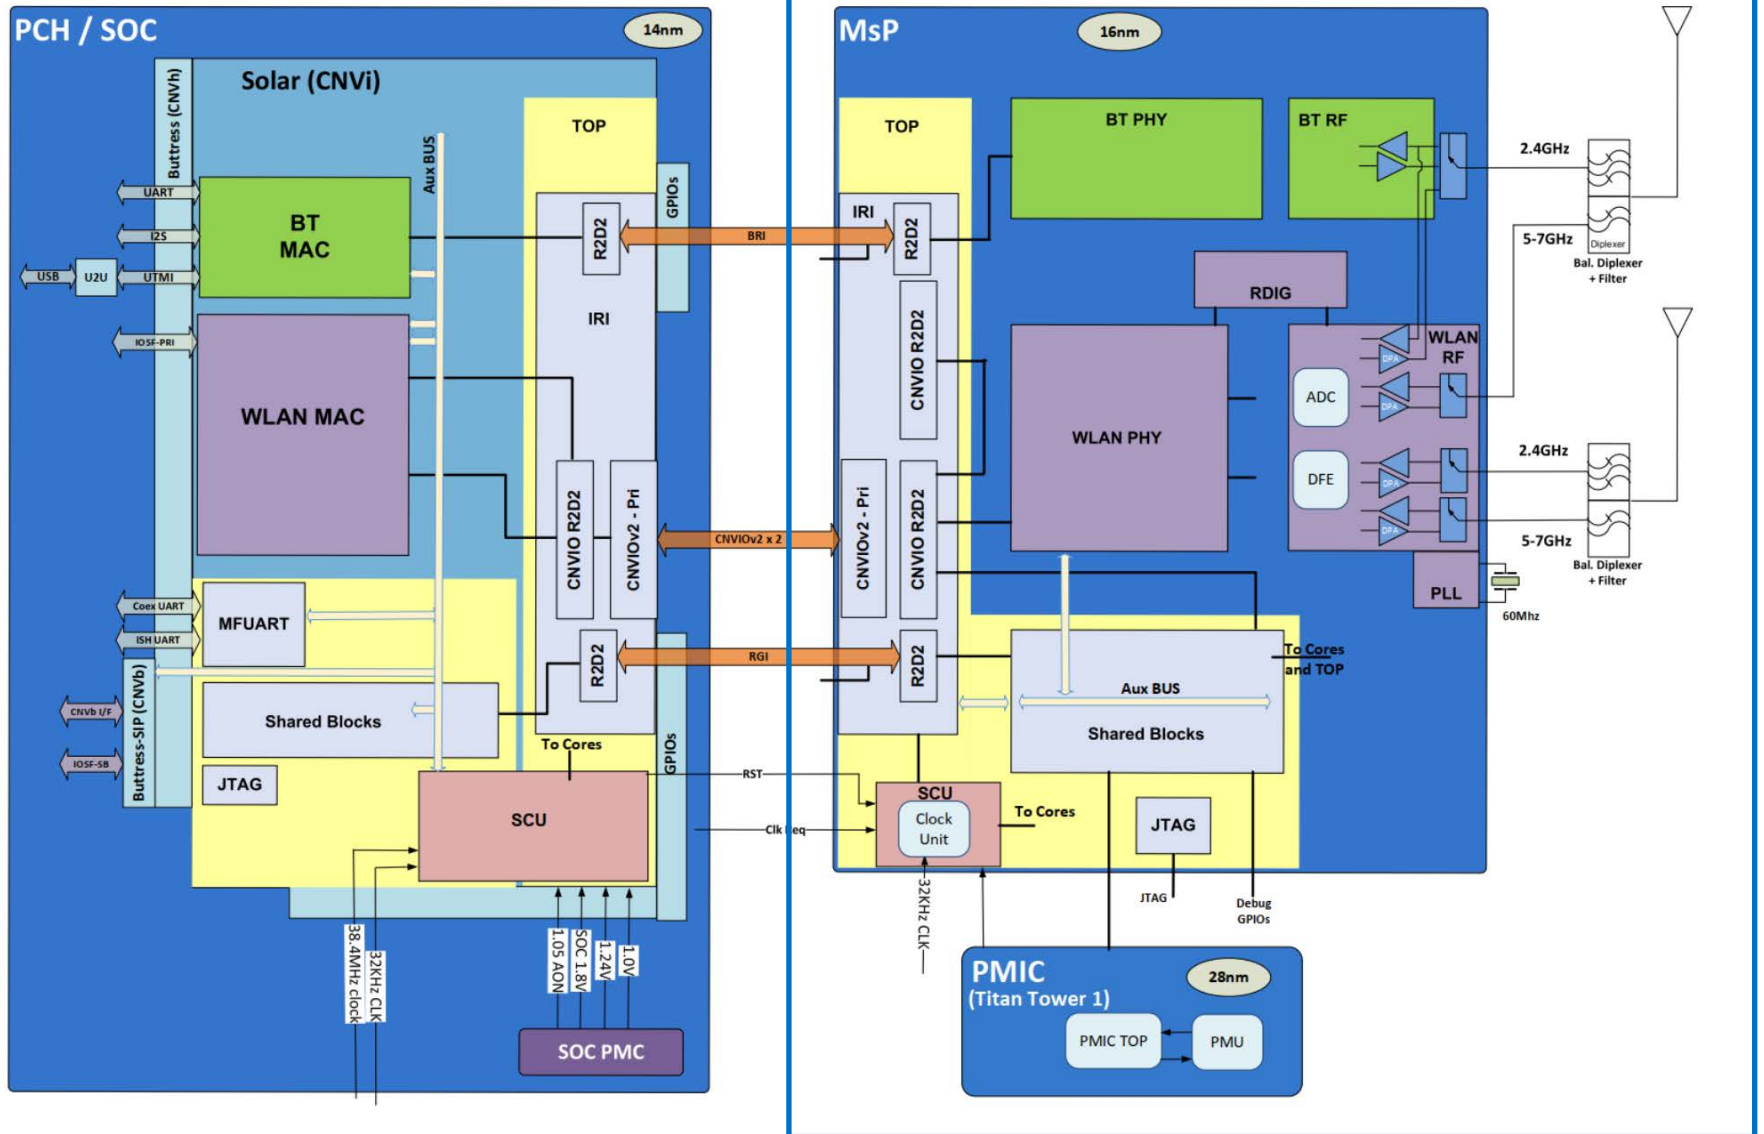 PCH / SOC
14nm
Solar (CNVi)
Buttress (CNVh)
Aux BUS
TOP
GPIOs
UART
I2S
USB
U2U
UTMI
IOSF-PRI
BT
MAC
R2D2
IRI
WLAN MAC
CNVIO R2D2
CNVIOv2 - Pri
Coex UART
ISH UART
MFUART
R2D2
Buttress-SIP (CNVb)
CNVb I/F
IOSF-SB
Shared Blocks
To Cores
GPIOs
JTAG
SCU
38.4MHz clock
32KHz CLK
1.05 AON
SOC 1.8V
1.24V
1.0V
SOC PMC
BRI
CNVIOv2 x 2
RGI
RST
Clk Req
MsP
16nm
TOP
BT PHY
BT RF
IRI
R2D2
CNVIO R2D2
RDIG
WLAN PHY
WLAN
RF
ADC
DFE
DPA
DPA
DPA
DPA
PLL
60Mhz
CNVIOv2 - Pri
CNVIO R2D2
R2D2
Aux BUS
Shared Blocks
To Cores
and TOP
SCU
Clock
Unit
To Cores
JTAG
32KHz CLK
JTAG
Debug
GPIOs
PMIC
(Titan Tower 1)
28nm
PMIC TOP
PMU
2.4GHz
5-7GHz
Diplexer
Bal. Diplexer
+ Filter
2.4GHz
5-7GHz
Bal. Diplexer
+ Filter